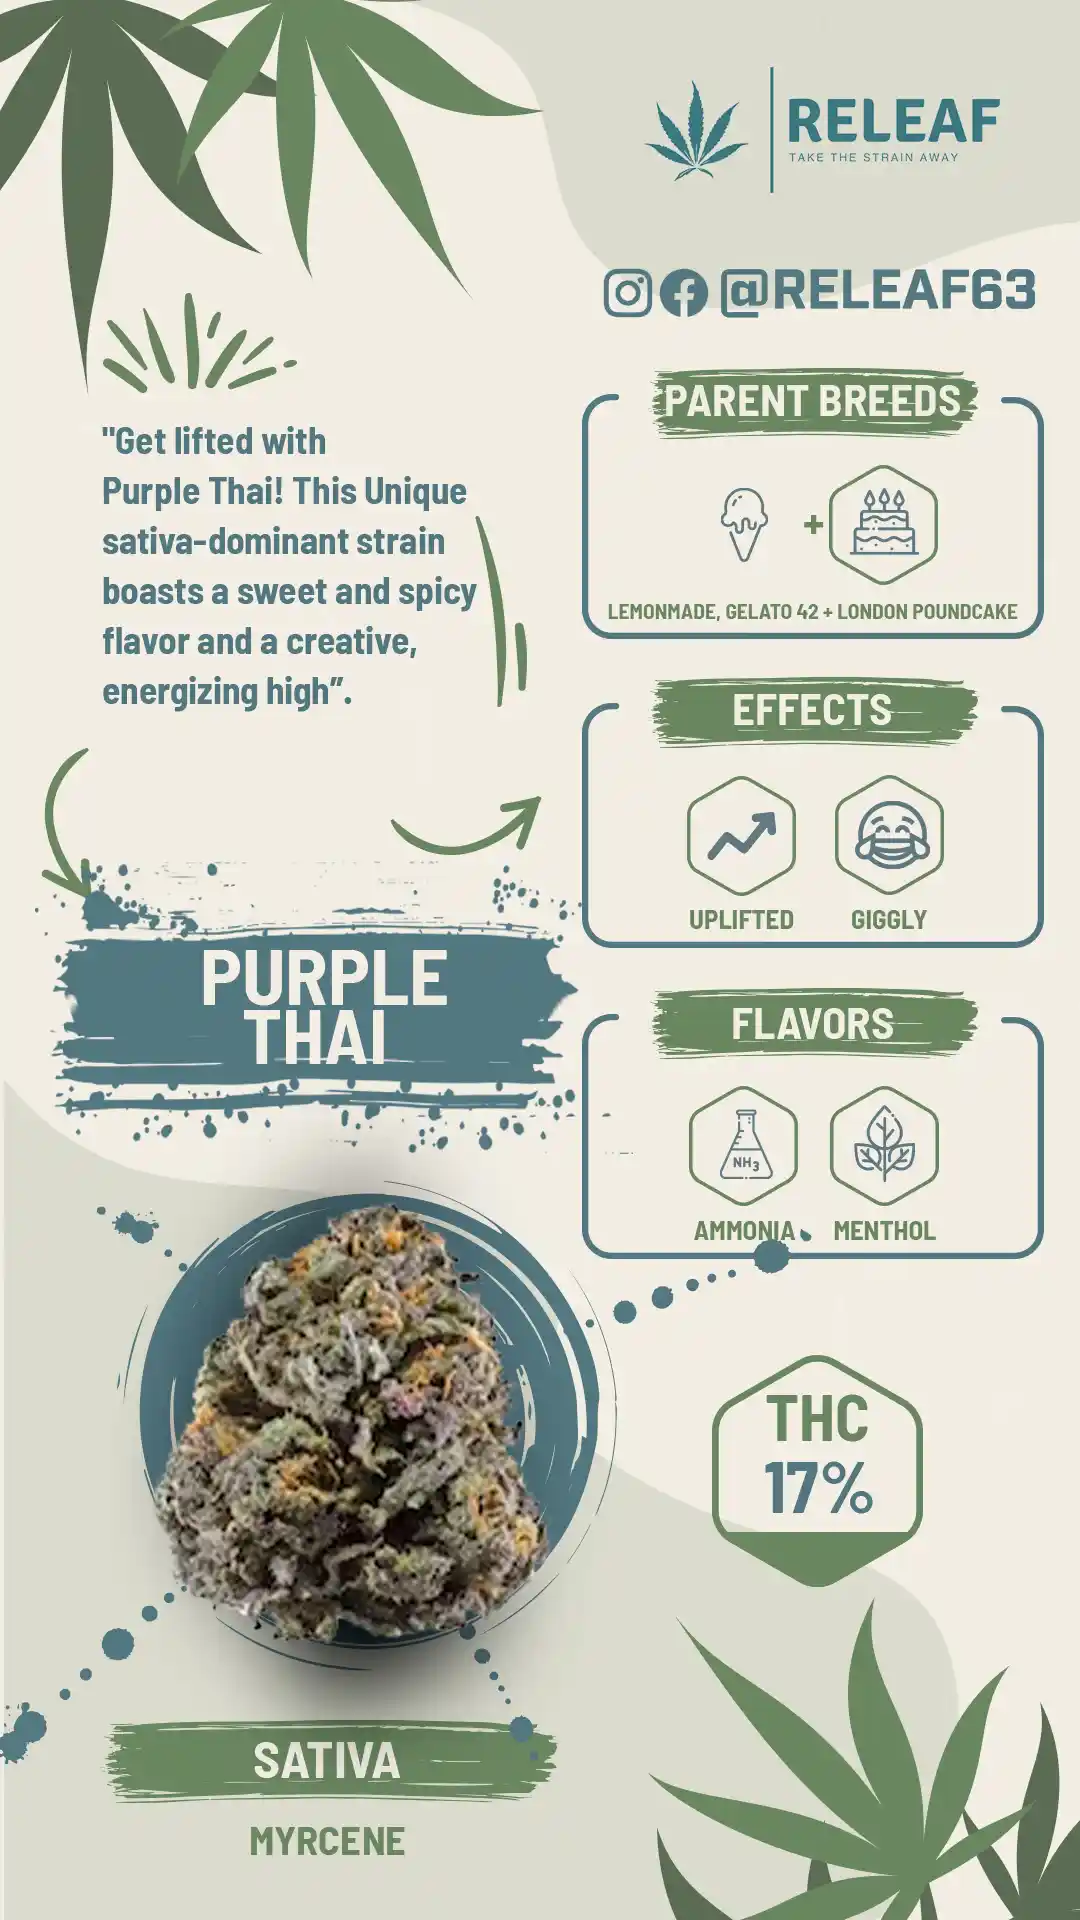 RELEAF
TAKE THE STRAIN AWAY
@RELEAF63
"Get lifted with
Purple Thai! This Unique
sativa-dominant strain
boasts a sweet and spicy
flavor and a creative,
energizing high”.
PURPLE
THAI
SATIVA
MYRCENE
PARENT BREEDS
+
LEMONMADE, GELATO 42 + LONDON POUNDCAKE
EFFECTS
UPLIFTED GIGGLY
FLAVORS
NH3
AMMONIA MENTHOL
THC
17%